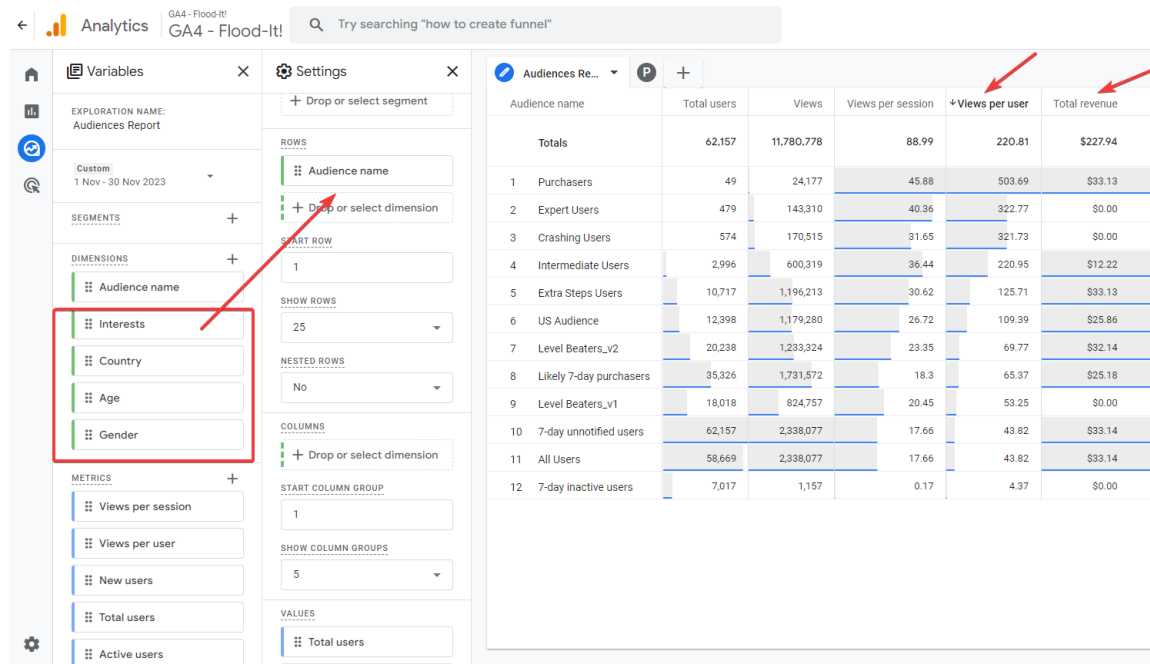 Analytics
GA4 - Flood-It!
GA4 - Flood-It!
Try searching "how to create funnel"
Variables
EXPLORATION NAME:
Audiences Report
Custom
1 Nov - 30 Nov 2023
SEGMENTS
DIMENSIONS
Audience name
Interests
Country
Age
Gender
METRICS
Views per session
Views per user
New users
Total users
Active users
Settings
Drop or select segment
ROWS
Audience name
Drop or select dimension
START ROW
1
SHOW ROWS
25
NESTED ROWS
No
COLUMNS
Drop or select dimension
START COLUMN GROUP
1
SHOW COLUMN GROUPS
5
VALUES
Total users
Audiences Re... P
Audience name Total users Views Views per session ↓Views per user Total revenue
Totals 62,157 11,780,778 88.99 220.81 $227.94
1 Purchasers 49 24,177 45.88 503.69 $33.13
2 Expert Users 479 143,310 40.36 322.77 $0.00
3 Crashing Users 574 170,515 31.65 321.73 $0.00
4 Intermediate Users 2,996 600,319 36.44 220.95 $12.22
5 Extra Steps Users 10,717 1,196,213 30.62 125.71 $33.13
6 US Audience 12,398 1,179,280 26.72 109.39 $25.86
7 Level Beaters_v2 20,238 1,233,324 23.35 69.77 $32.14
8 Likely 7-day purchasers 35,326 1,731,572 18.3 65.37 $25.18
9 Level Beaters_v1 18,018 824,757 20.45 53.25 $0.00
10 7-day unnotified users 62,157 2,338,077 17.66 43.82 $33.14
11 All Users 58,669 2,338,077 17.66 43.82 $33.14
12 7-day inactive users 7,017 1,157 0.17 4.37 $0.00